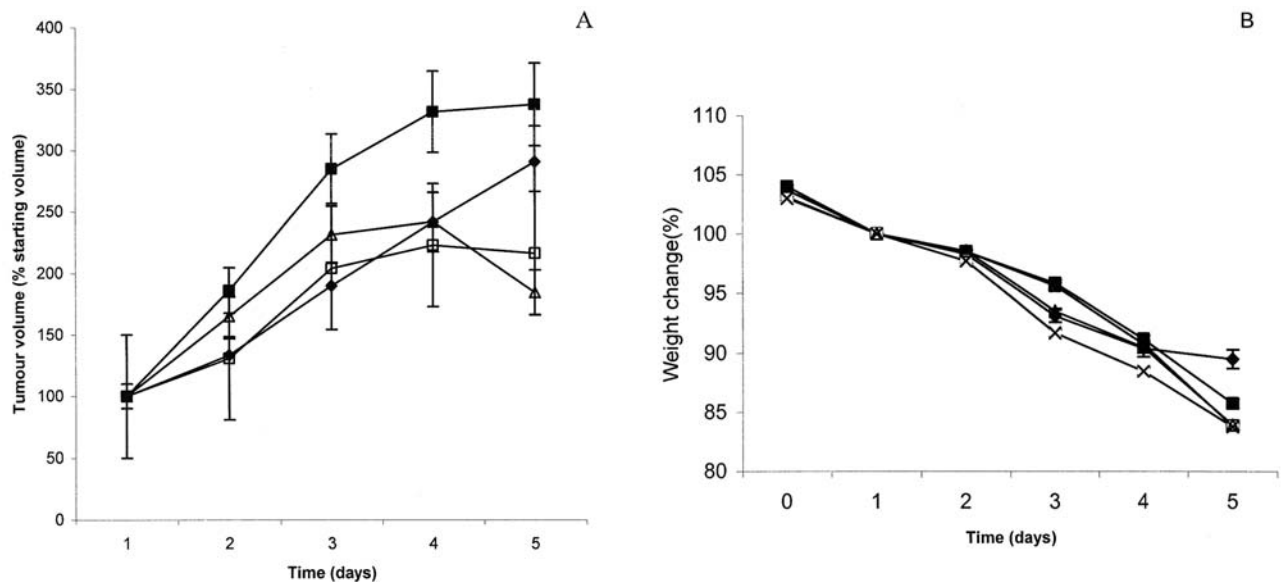 A
Tumour volume (% starting volume)
400
350
300
250
200
150
100
50
0
1 2 3 4 5
Time (days)
B
Weight change(%)
110
105
100
95
90
85
80
0 1 2 3 4 5
Time (days)